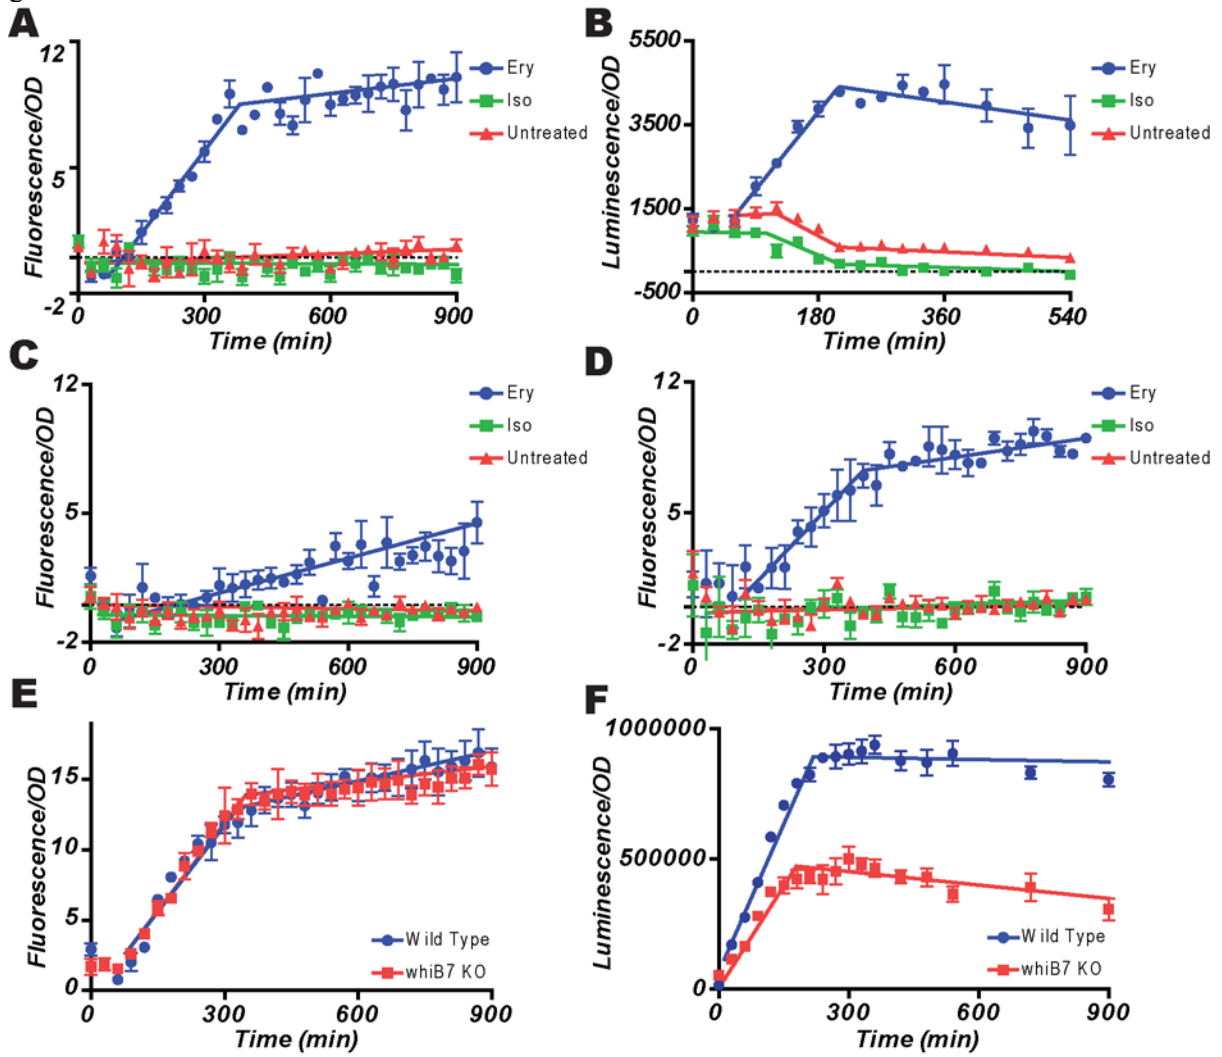 A
Fluorescence/OD
12
5
-2
0
300
600
900
Time (min)
Ery
Iso
Untreated
B
Luminescence/OD
5500
3500
1500
-500
0
180
360
540
Time (min)
Ery
Iso
Untreated
C
Fluorescence/OD
12
5
-2
0
300
600
900
Time (min)
Ery
Iso
Untreated
D
Fluorescence/OD
12
5
-2
0
300
600
900
Time (min)
Ery
Iso
Untreated
E
Fluorescence/OD
15
10
5
0
0
300
600
900
Time (min)
Wild Type
whiB7 KO
F
Luminescence/OD
1000000
500000
0
0
300
600
900
Time (min)
Wild Type
whiB7 KO